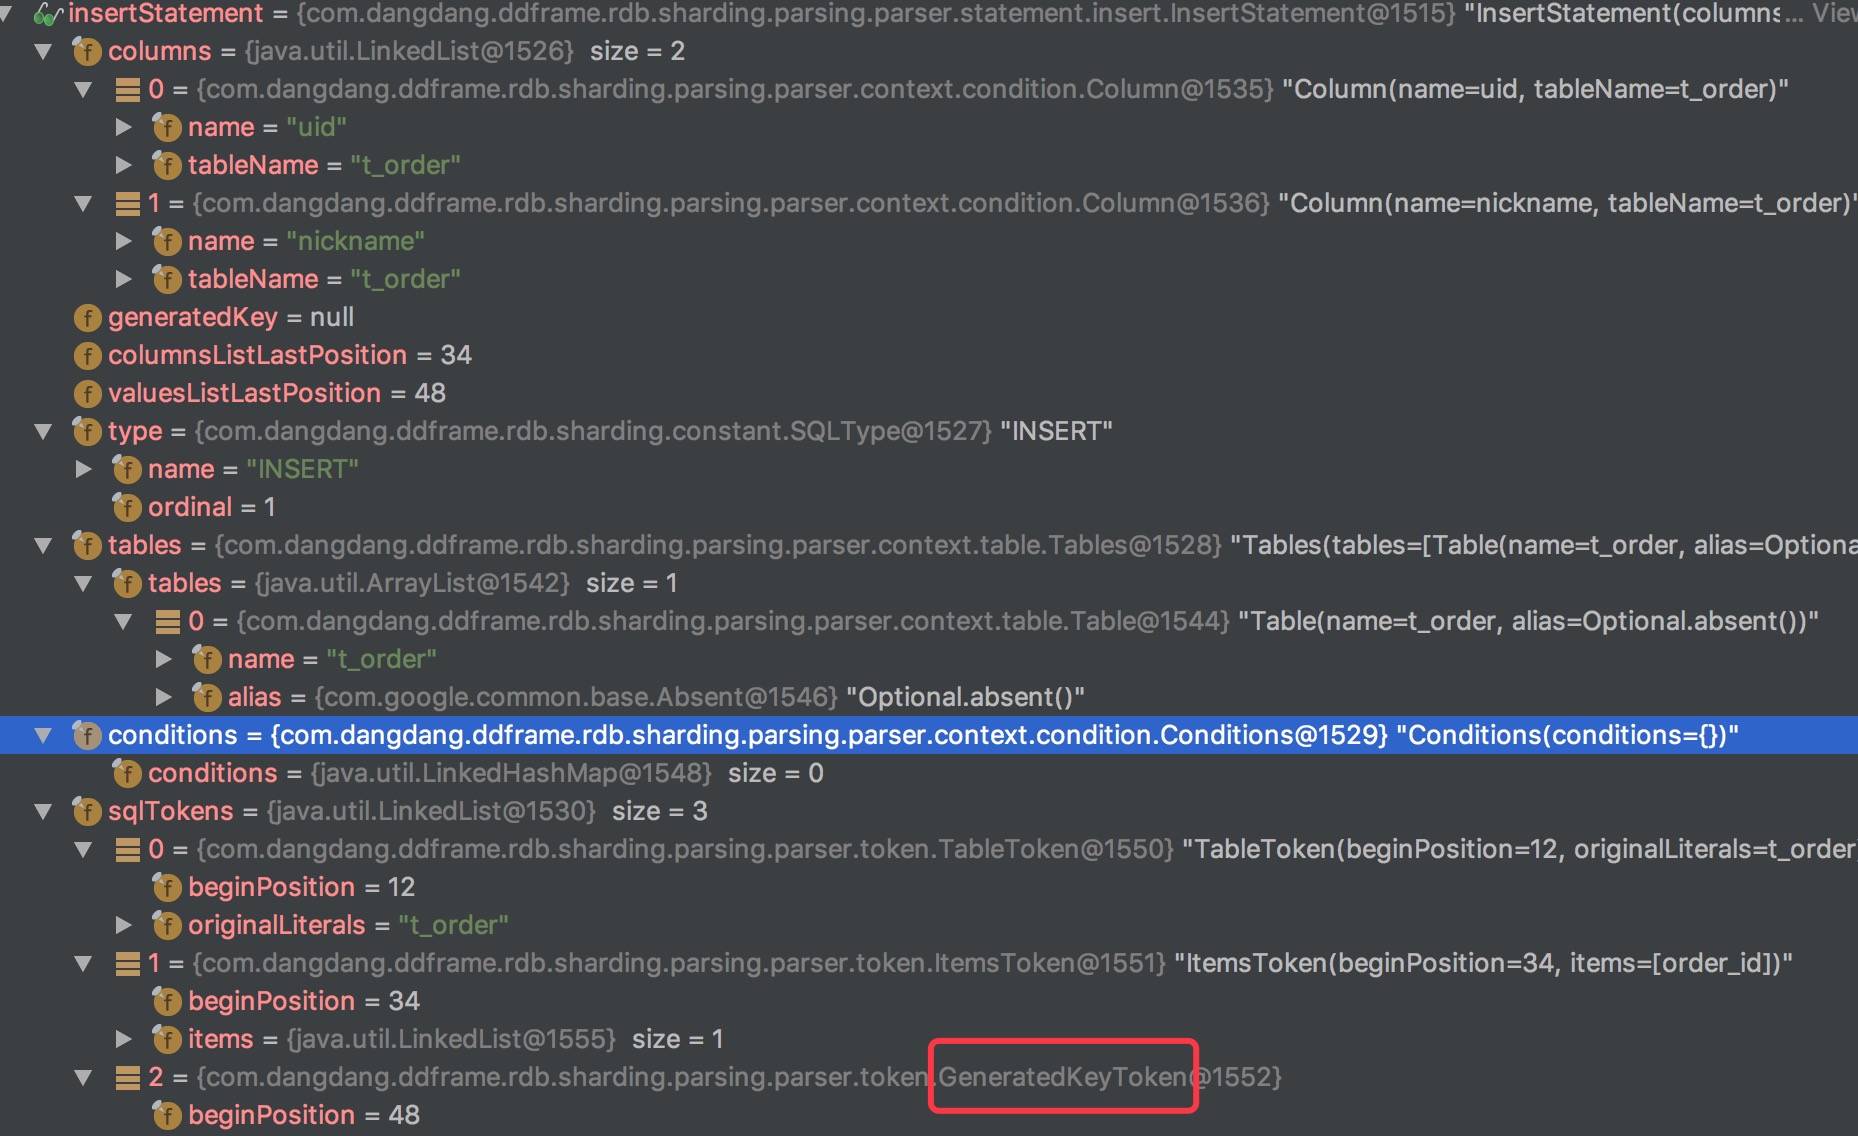 insertStatement = {com.dangdang.ddframe.rdb.sharding.parsing.parser.statement.insert.InsertStatement@1515} "InsertStatement(columns... View
f columns = {java.util.LinkedList@1526} size = 2
0 = {com.dangdang.ddframe.rdb.sharding.parsing.parser.context.condition.Column@1535} "Column(name=uid, tableName=t_order)"
f name = "uid"
f tableName = "t_order"
1 = {com.dangdang.ddframe.rdb.sharding.parsing.parser.context.condition.Column@1536} "Column(name=nickname, tableName=t_order)"
f name = "nickname"
f tableName = "t_order"
f generatedKey = null
f columnsListLastPosition = 34
f valuesListLastPosition = 48
f type = {com.dangdang.ddframe.rdb.sharding.constant.SQLType@1527} "INSERT"
f name = "INSERT"
f ordinal = 1
f tables = {com.dangdang.ddframe.rdb.sharding.parsing.parser.context.table.Tables@1528} "Tables(tables=[Table(name=t_order, alias=Optiona
f tables = {java.util.ArrayList@1542} size = 1
0 = {com.dangdang.ddframe.rdb.sharding.parsing.parser.context.table.Table@1544} "Table(name=t_order, alias=Optional.absent())"
f name = "t_order"
f alias = {com.google.common.base.Absent@1546} "Optional.absent()"
f conditions = {com.dangdang.ddframe.rdb.sharding.parsing.parser.context.condition.Conditions@1529} "Conditions(conditions={})"
f conditions = {java.util.LinkedHashMap@1548} size = 0
f sqlTokens = {java.util.LinkedList@1530} size = 3
0 = {com.dangdang.ddframe.rdb.sharding.parsing.parser.token.TableToken@1550} "TableToken(beginPosition=12, originalLiterals=t_order)
f beginPosition = 12
f originalLiterals = "t_order"
1 = {com.dangdang.ddframe.rdb.sharding.parsing.parser.token.ItemsToken@1551} "ItemsToken(beginPosition=34, items=[order_id])"
f beginPosition = 34
f items = {java.util.LinkedList@1555} size = 1
2 = {com.dangdang.ddframe.rdb.sharding.parsing.parser.token.GeneratedKeyToken@1552}
f beginPosition = 48